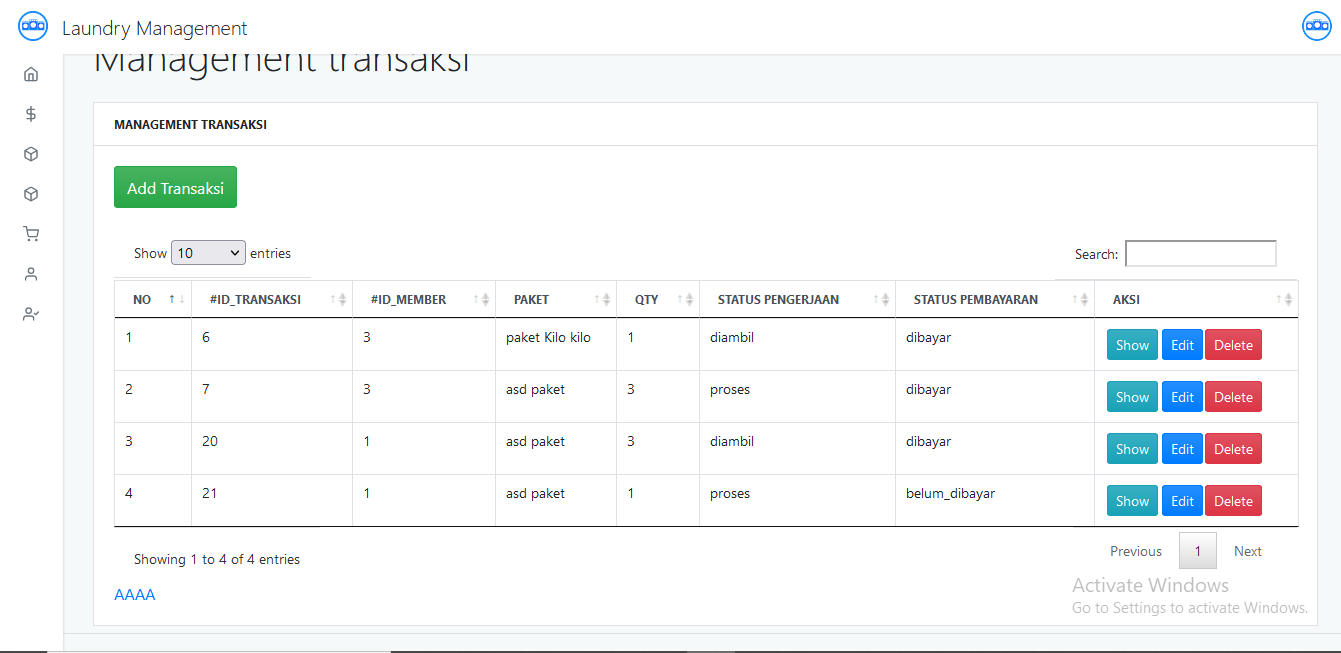 Laundry Management
Management transaksi
MANAGEMENT TRANSAKSI
Add Transaksi
Show 10 entries
Search:
NO #ID_TRANSAKSI #ID_MEMBER PAKET QTY STATUS PENGERJAAN STATUS PEMBAYARAN AKSI
1 6 3 paket Kilo kilo 1 diambil dibayar Show Edit Delete
2 7 3 asd paket 3 proses dibayar Show Edit Delete
3 20 1 asd paket 3 diambil dibayar Show Edit Delete
4 21 1 asd paket 1 proses belum_dibayar Show Edit Delete
Showing 1 to 4 of 4 entries
Previous 1 Next
AAAA
Activate Windows
Go to Settings to activate Windows.